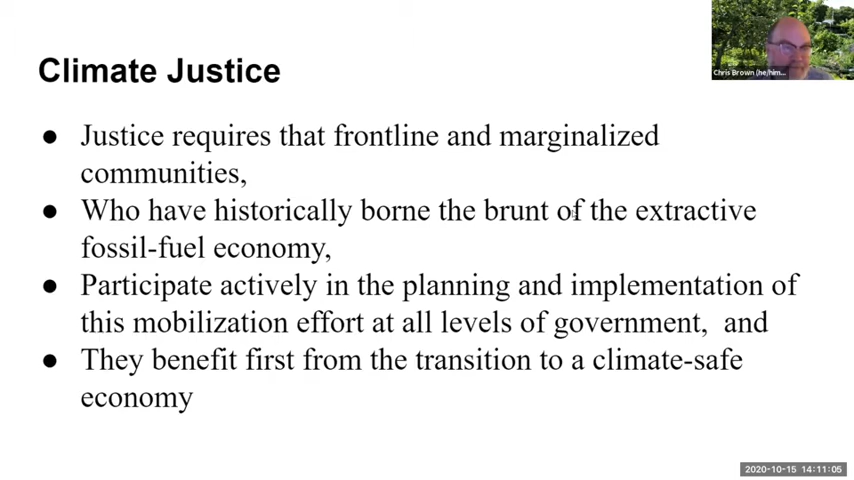 Climate Justice
Chris Brown (he/him...
● Justice requires that frontline and marginalized
communities,
● Who have historically borne the brunt of the extractive
fossil-fuel economy,
● Participate actively in the planning and implementation of
this mobilization effort at all levels of government, and
● They benefit first from the transition to a climate-safe
economy
2020-10-15 14:11:05